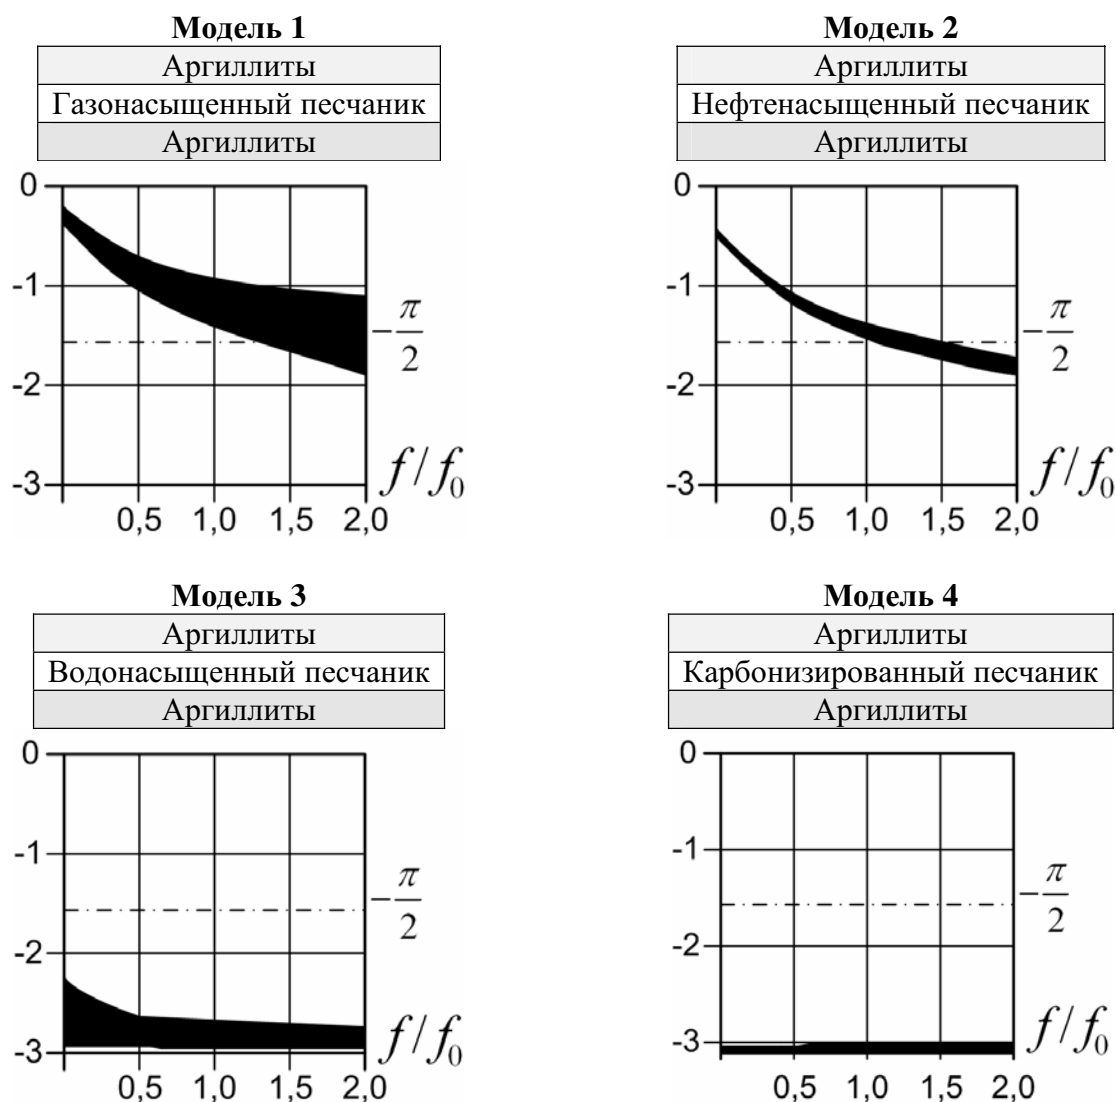 Модель 1
Аргиллиты
Газонасыщенный песчаник
Аргиллиты
0
-1
-2
-3
0,5 1,0 1,5 2,0
-π/2
f/f₀
Модель 2
Аргиллиты
Нефтенасыщенный песчаник
Аргиллиты
0
-1
-2
-3
0,5 1,0 1,5 2,0
-π/2
f/f₀
Модель 3
Аргиллиты
Водонасыщенный песчаник
Аргиллиты
0
-1
-2
-3
0,5 1,0 1,5 2,0
-π/2
f/f₀
Модель 4
Аргиллиты
Карбонизированный песчаник
Аргиллиты
0
-1
-2
-3
0,5 1,0 1,5 2,0
-π/2
f/f₀